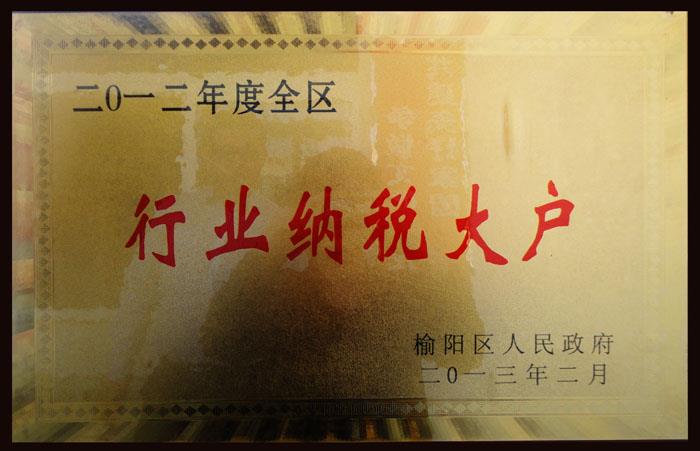 二0一二年度全区
行业纳税大户
榆阳区人民政府
二0一三年二月